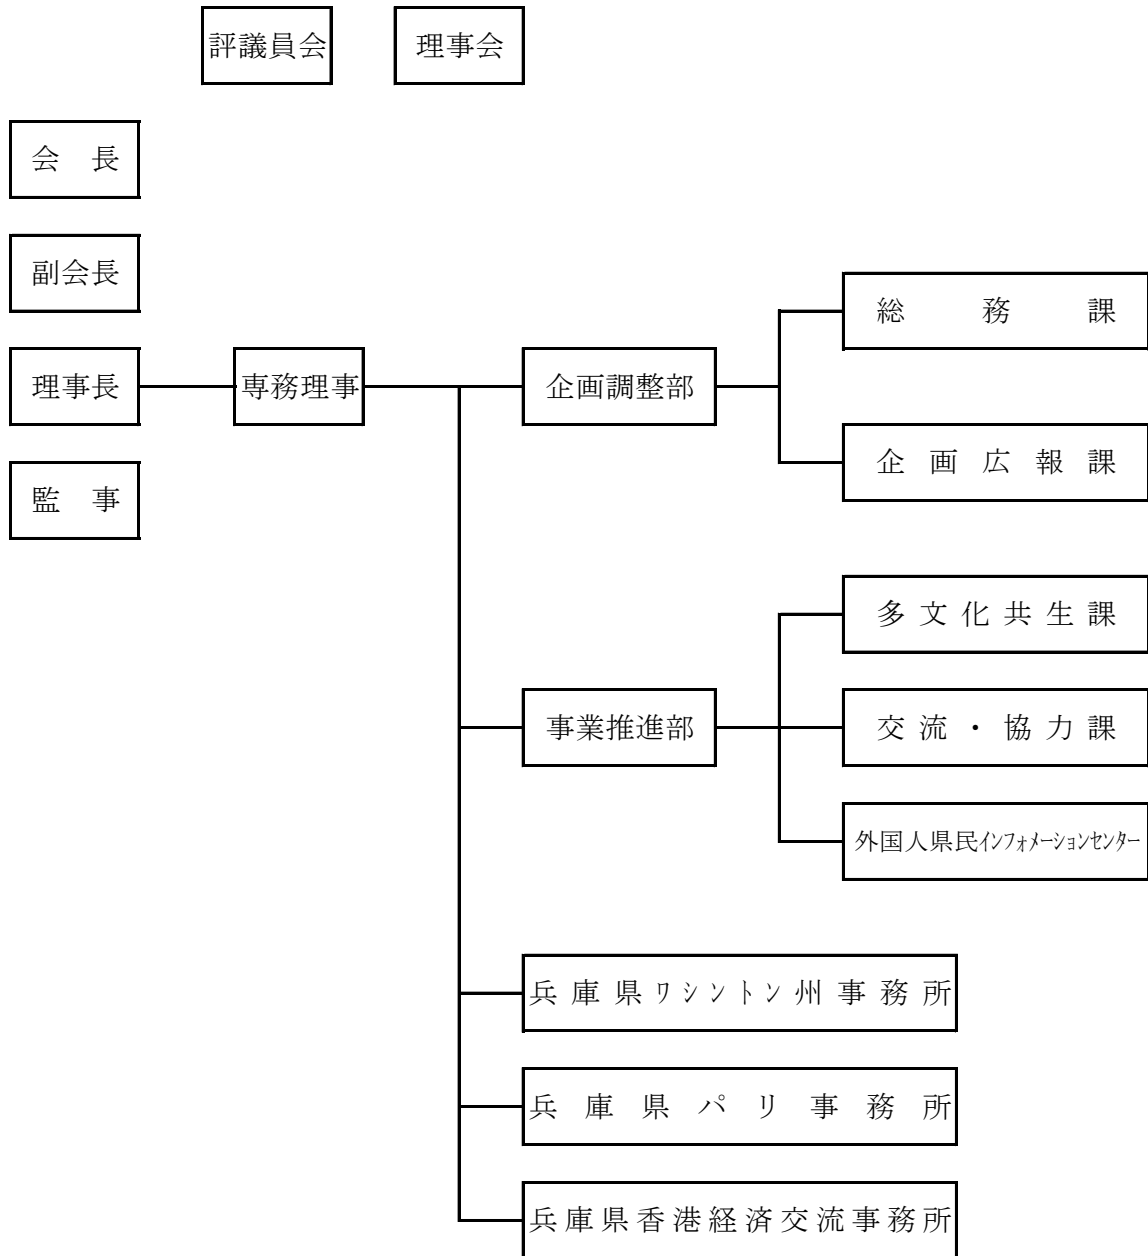 評議員会
理事会
会長
副会長
理事長
専務理事
監事
企画調整部
総務課
企画広報課
事業推進部
多文化共生課
交流・協力課
外国人県民ｲﾝﾌｫﾒｰｼｮﾝｾﾝﾀｰ
兵庫県ﾜｼﾝﾄﾝ州事務所
兵庫県パリ事務所
兵庫県香港経済交流事務所